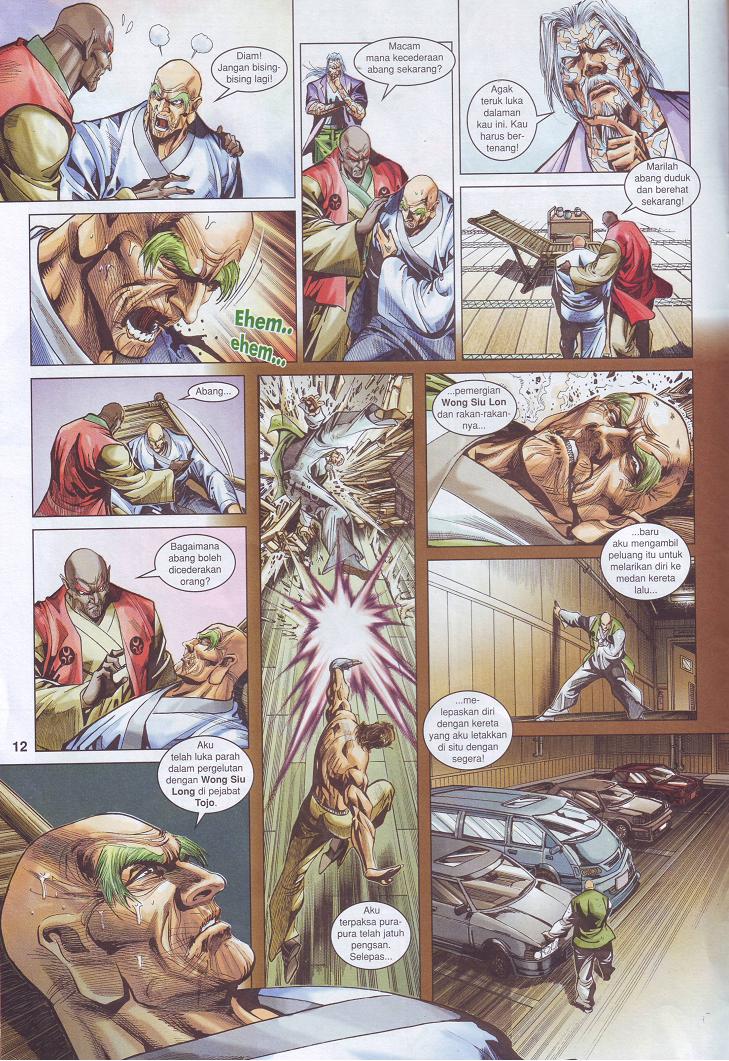 Diam!
Jangan bising-
bising lagi!
Macam
mana kecederaan
abang sekarang?
Agak
teruk luka
dalaman
kau ini. Kau
harus ber-
tenang!
Ehem..
ehem...
Marilah
abang duduk
dan berehat
sekarang!
Abang...
Bagaimana
abang boleh
dicederakan
orang?
12
Aku
telah luka parah
dalam pergelutan
dengan Wong Siu
Long di pejabat
Tojo.
Aku
terpaksa pura-
pura telah jatuh
pengsan.
Selepas...
...pemergian
Wong Siu Lon
dan rakan-rakan-
nya...
...baru
aku mengambil
peluang itu untuk
melarikan diri ke
medan kereta
lalu...
...me-
lepaskan diri
dengan kereta
yang aku letakkan
di situ dengan
segera!